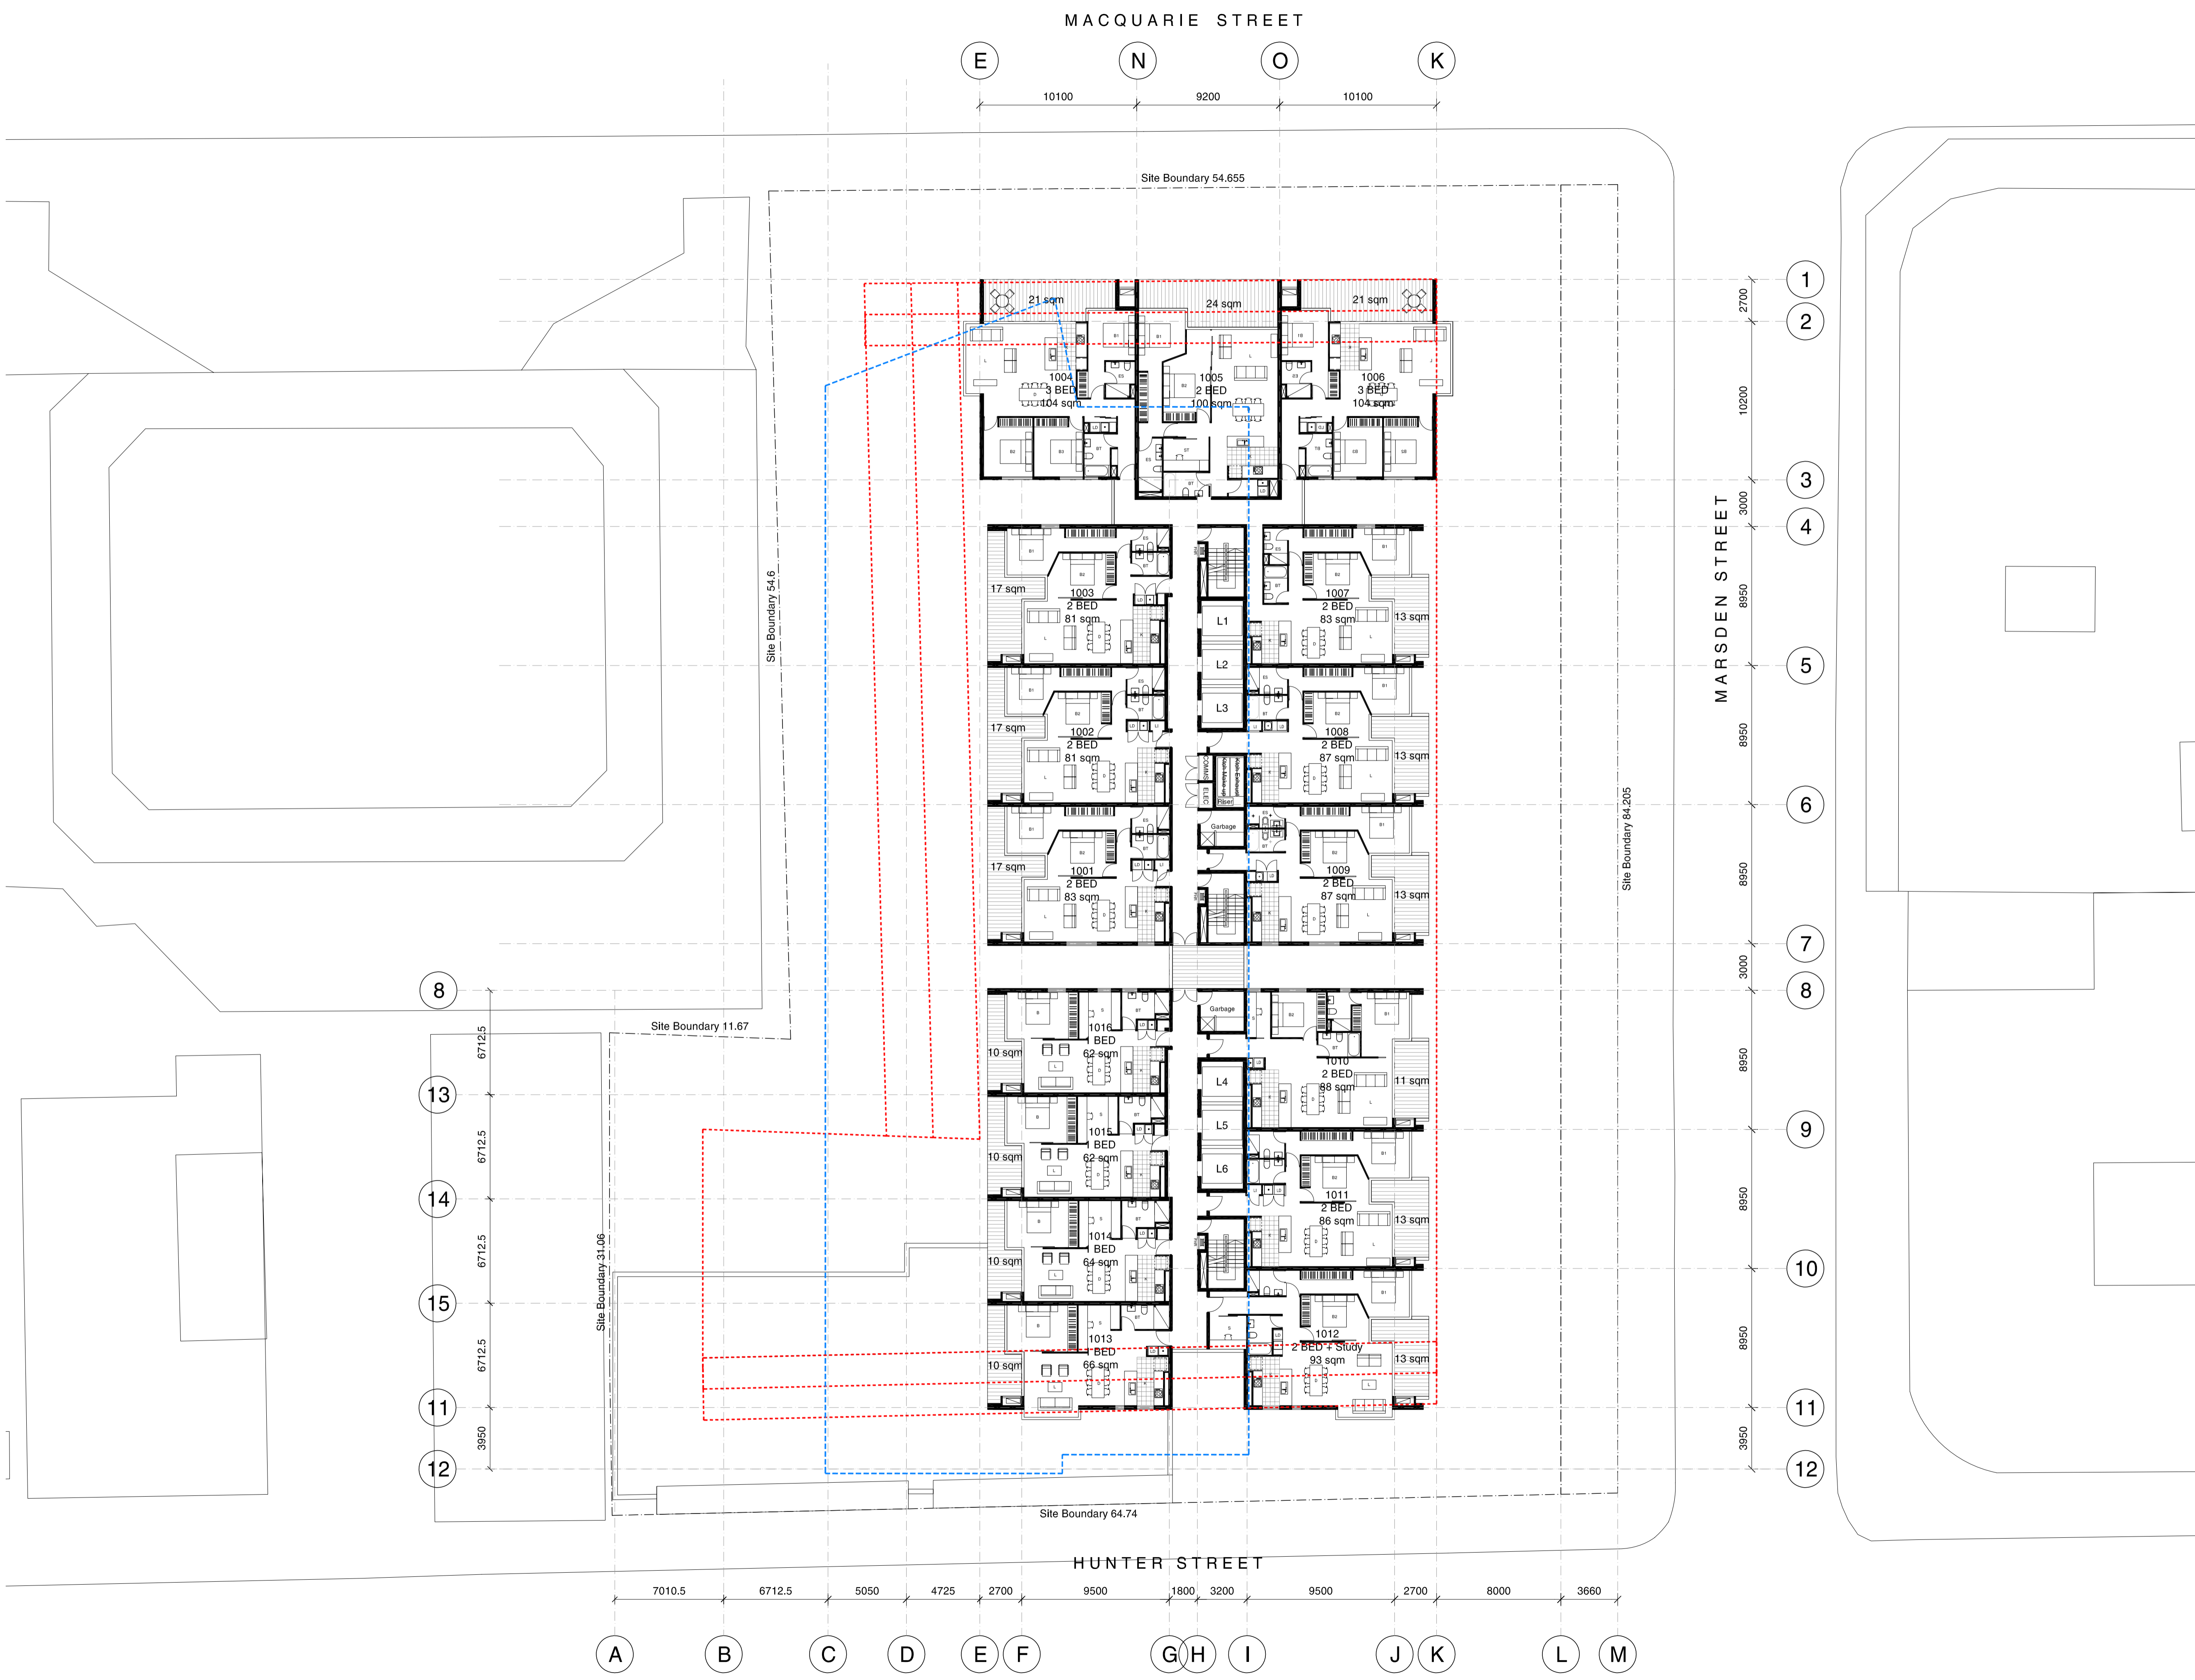 MACQUARIE STREET
E
N
O
K
10100
9200
10100
Site Boundary 54.655
1
2700
2
10200
3
3000
4
8950
5
8950
6
8950
7
3000
8
8950
9
8950
10
8950
11
3950
12
MARSDEN STREET
Site Boundary 84.205
Site Boundary 54.6
Site Boundary 11.67
Site Boundary 31.06
Site Boundary 64.74
21 sqm
24 sqm
21 sqm
1004
3 BED
104 sqm
1005
2 BED
100 sqm
1006
3 BED
104 sqm
17 sqm
1003
2 BED
81 sqm
L1
L2
L3
1007
2 BED
83 sqm
13 sqm
17 sqm
1002
2 BED
81 sqm
COMMS
ELEC
Kitch Make-up
Kitch Exhaust
Riser
1008
2 BED
87 sqm
13 sqm
17 sqm
1001
2 BED
83 sqm
Garbage
1009
2 BED
87 sqm
13 sqm
10 sqm
1016
1 BED
62 sqm
Garbage
1010
2 BED
88 sqm
11 sqm
L4
L5
L6
10 sqm
1015
1 BED
62 sqm
1011
2 BED
86 sqm
13 sqm
10 sqm
1014
1 BED
64 sqm
10 sqm
1013
1 BED
66 sqm
1012
2 BED + Study
93 sqm
13 sqm
8
6712.5
13
6712.5
14
6712.5
15
6712.5
11
3950
12
HUNTER STREET
7010.5
6712.5
5050
4725
2700
9500
1800
3200
9500
2700
8000
3660
A
B
C
D
E
F
G
H
I
J
K
L
M